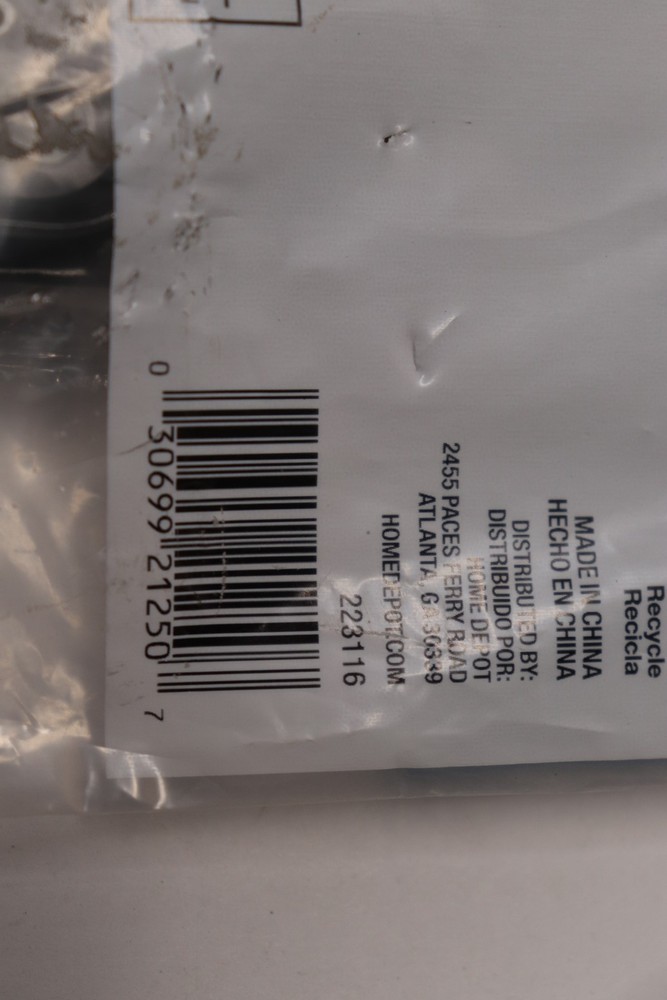 Recycle
Recicla
MADE IN CHINA
HECHO EN CHINA
DISTRIBUTED BY:
DISTRIBUIDO POR:
HOME DEPOT
2455 PACES FERRY ROAD
ATLANTA, GA 30339
HOMEDEPOT.COM
223116
0 30699 21250 7